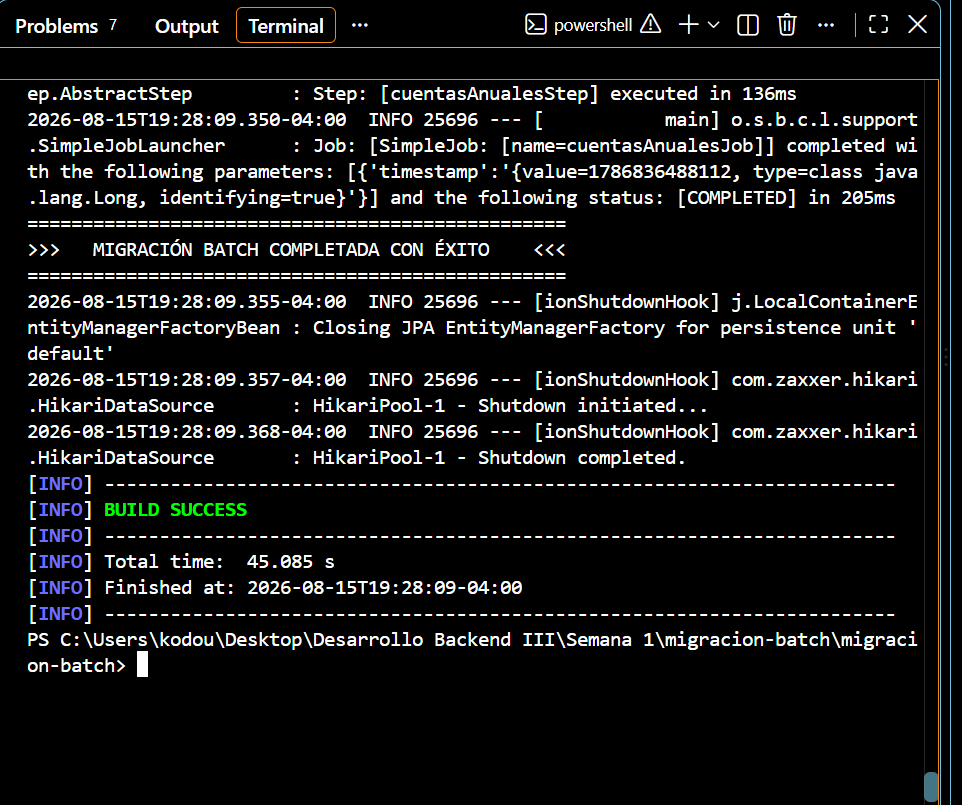 Problems 7 Output Terminal ··· powershell ···
ep.AbstractStep         : Step: [cuentasAnualesStep] executed in 136ms
2026-08-15T19:28:09.350-04:00  INFO 25696 --- [           main] o.s.b.c.l.support
.SimpleJobLauncher      : Job: [SimpleJob: [name=cuentasAnualesJob]] completed wi
th the following parameters: [{'timestamp':'{value=1786836488112, type=class java
.lang.Long, identifying=true}'}] and the following status: [COMPLETED] in 205ms
=================================================
>>>   MIGRACIÓN BATCH COMPLETADA CON ÉXITO    <<<
=================================================
2026-08-15T19:28:09.355-04:00  INFO 25696 --- [ionShutdownHook] j.LocalContainerE
ntityManagerFactoryBean : Closing JPA EntityManagerFactory for persistence unit '
default'
2026-08-15T19:28:09.357-04:00  INFO 25696 --- [ionShutdownHook] com.zaxxer.hikari
.HikariDataSource       : HikariPool-1 - Shutdown initiated...
2026-08-15T19:28:09.368-04:00  INFO 25696 --- [ionShutdownHook] com.zaxxer.hikari
.HikariDataSource       : HikariPool-1 - Shutdown completed.
[INFO] ------------------------------------------------------------------------
[INFO] BUILD SUCCESS
[INFO] ------------------------------------------------------------------------
[INFO] Total time:  45.085 s
[INFO] Finished at: 2026-08-15T19:28:09-04:00
[INFO] ------------------------------------------------------------------------
PS C:\Users\kodou\Desktop\Desarrollo Backend III\Semana 1\migracion-batch\migraci
on-batch>